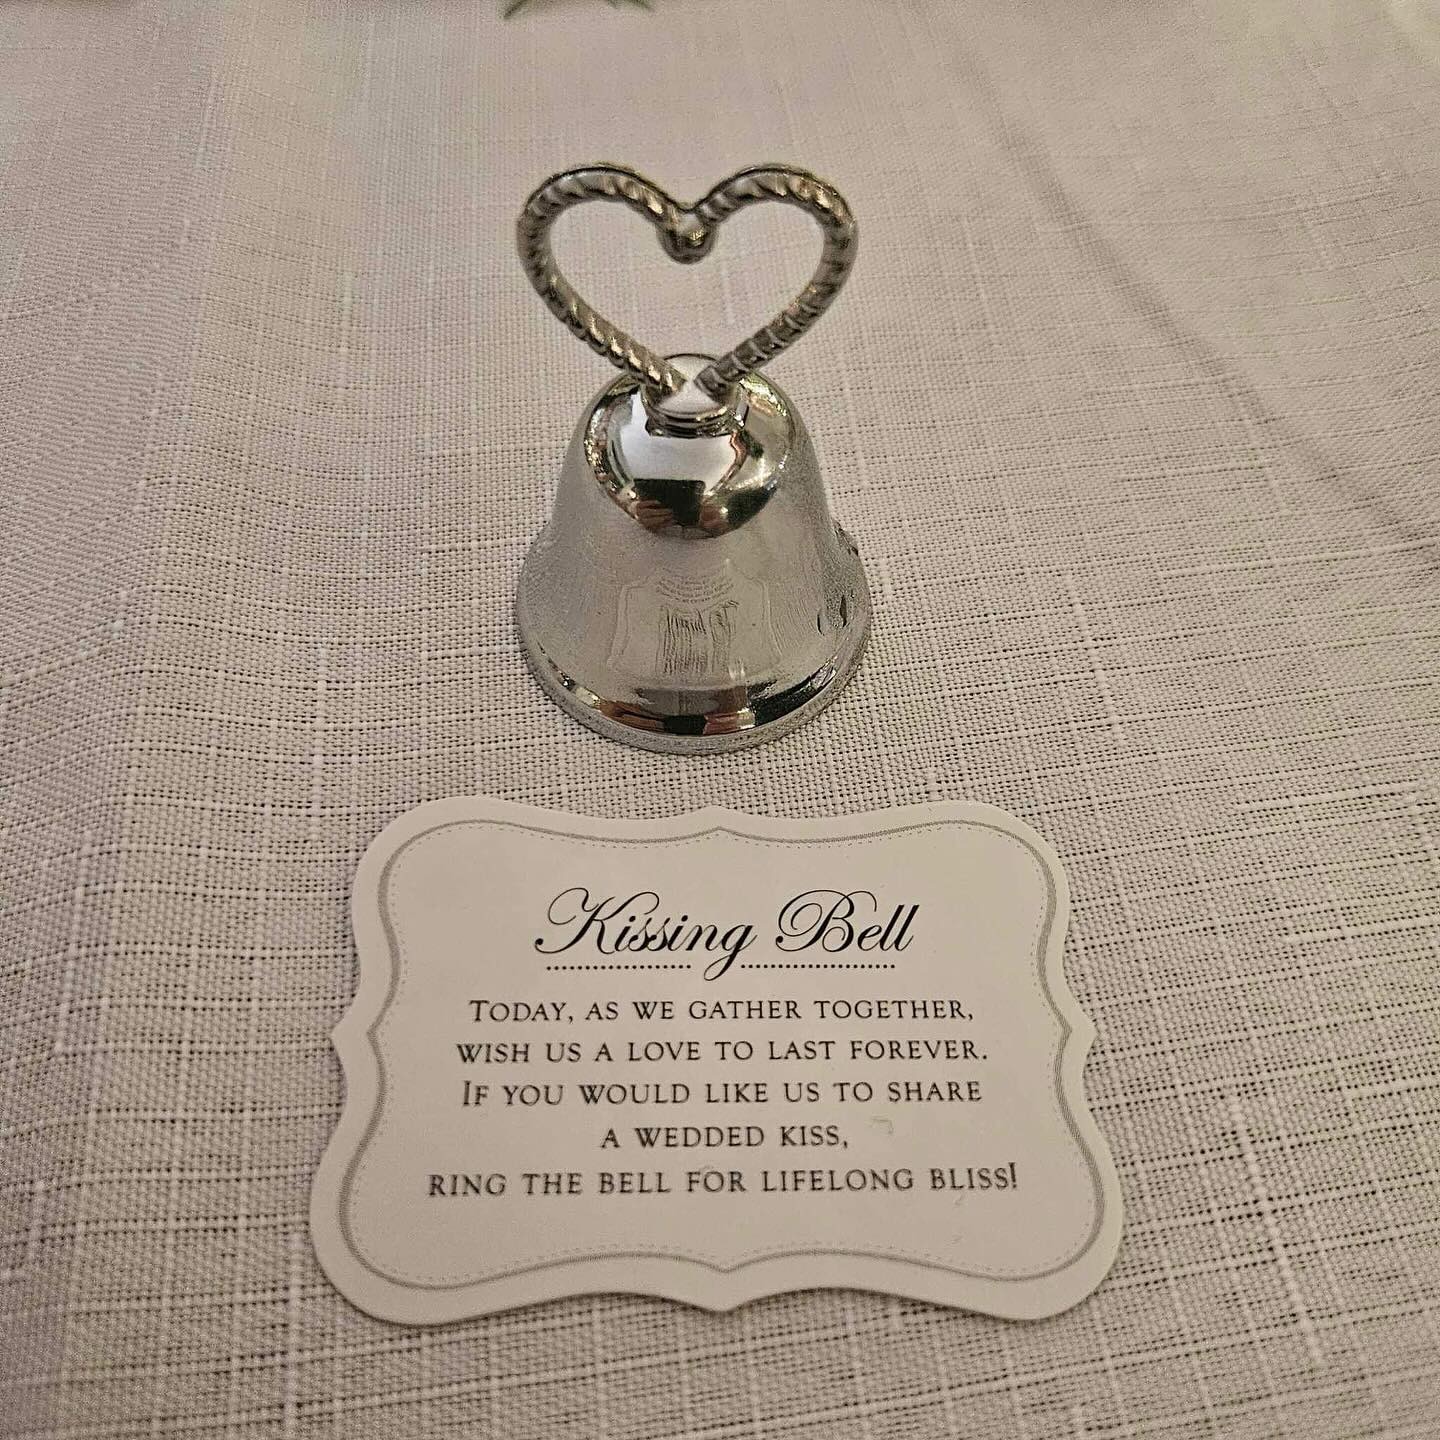 Kissing Bell
Today, as we gather together,
wish us a love to last forever.
If you would like us to share
a wedded kiss,
ring the bell for lifelong bliss!